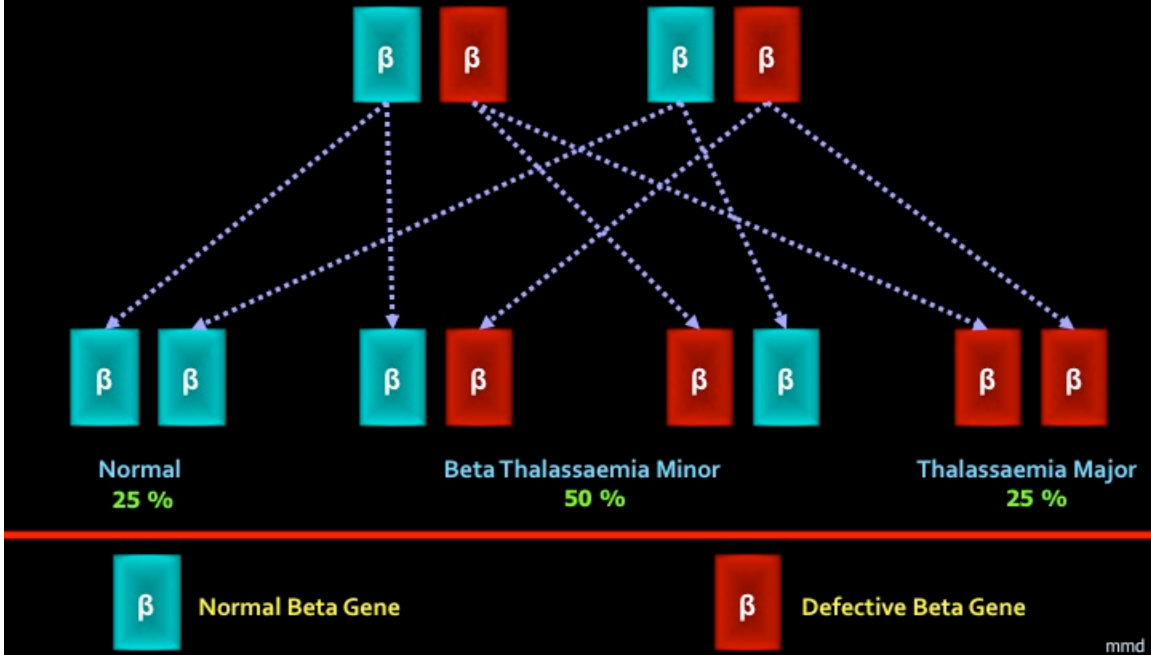 β β β β
β β β β β β β β
Normal Beta Thalassaemia Minor Thalassaemia Major
25 % 50 % 25 %
β Normal Beta Gene β Defective Beta Gene
mmd